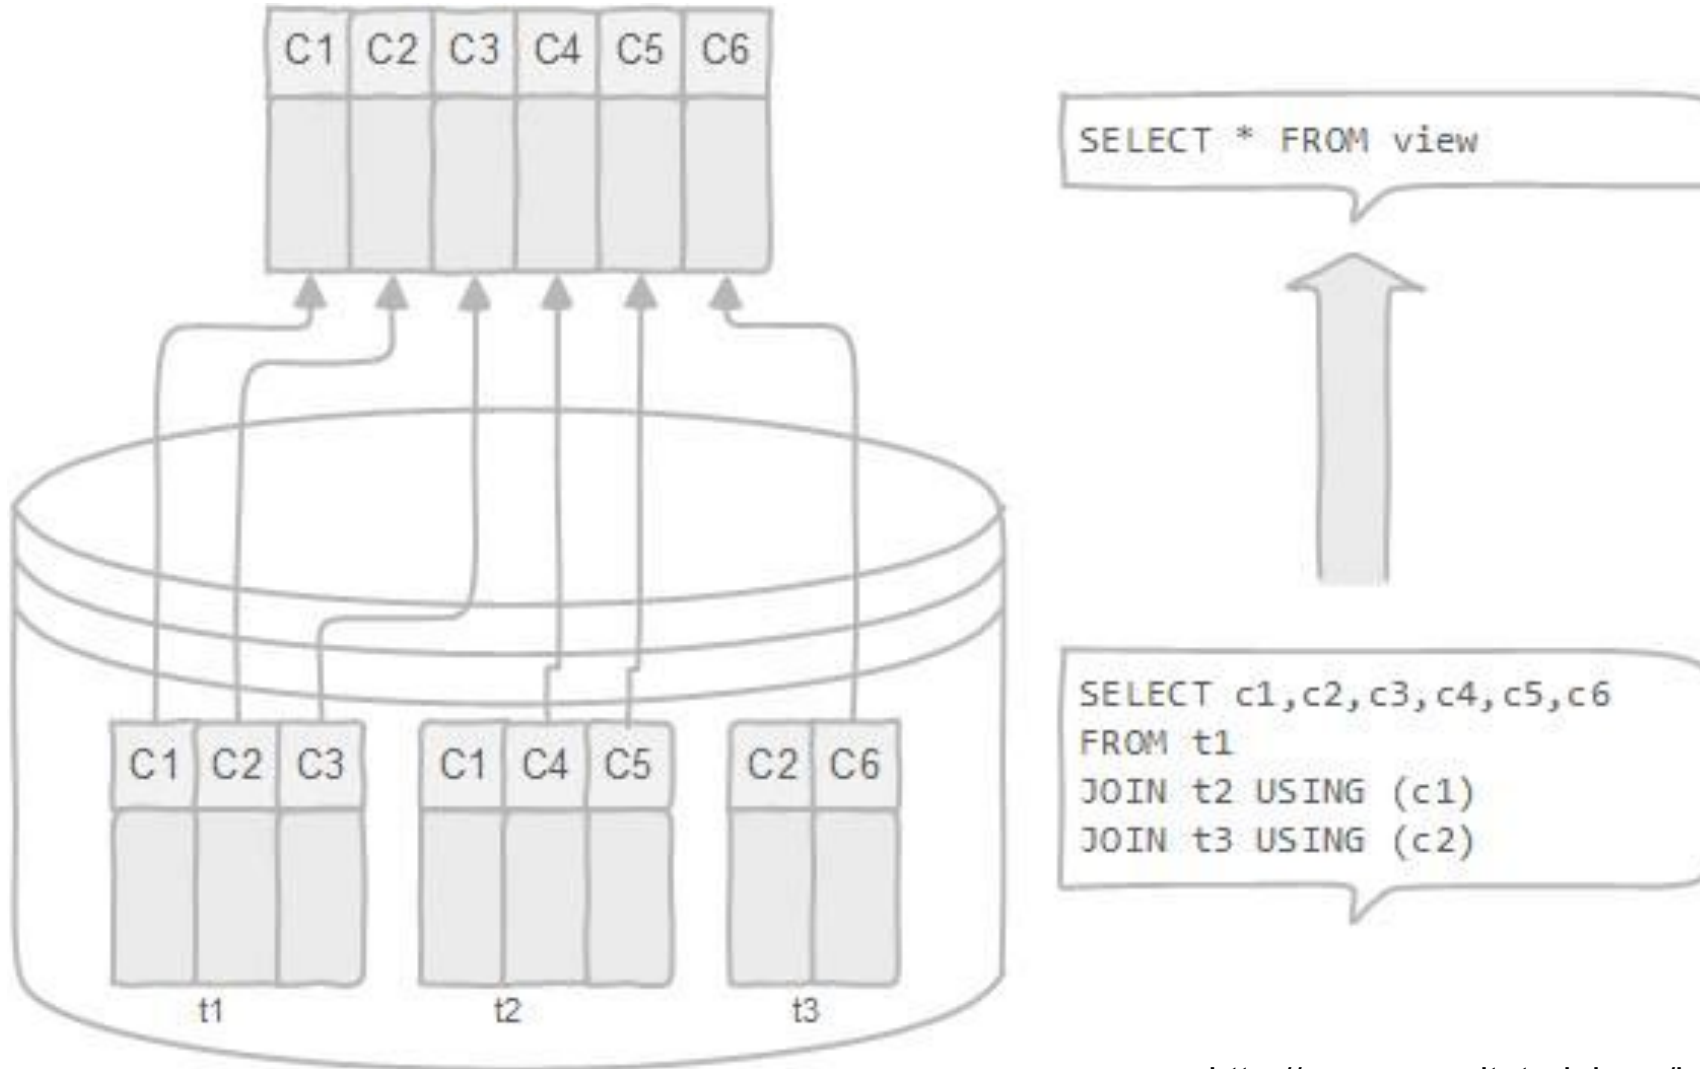 C1 C2 C3 C4 C5 C6
SELECT * FROM view
SELECT c1,c2,c3,c4,c5,c6
FROM t1
JOIN t2 USING (c1)
JOIN t3 USING (c2)
C1 C2 C3
C1 C4 C5
C2 C6
t1
t2
t3